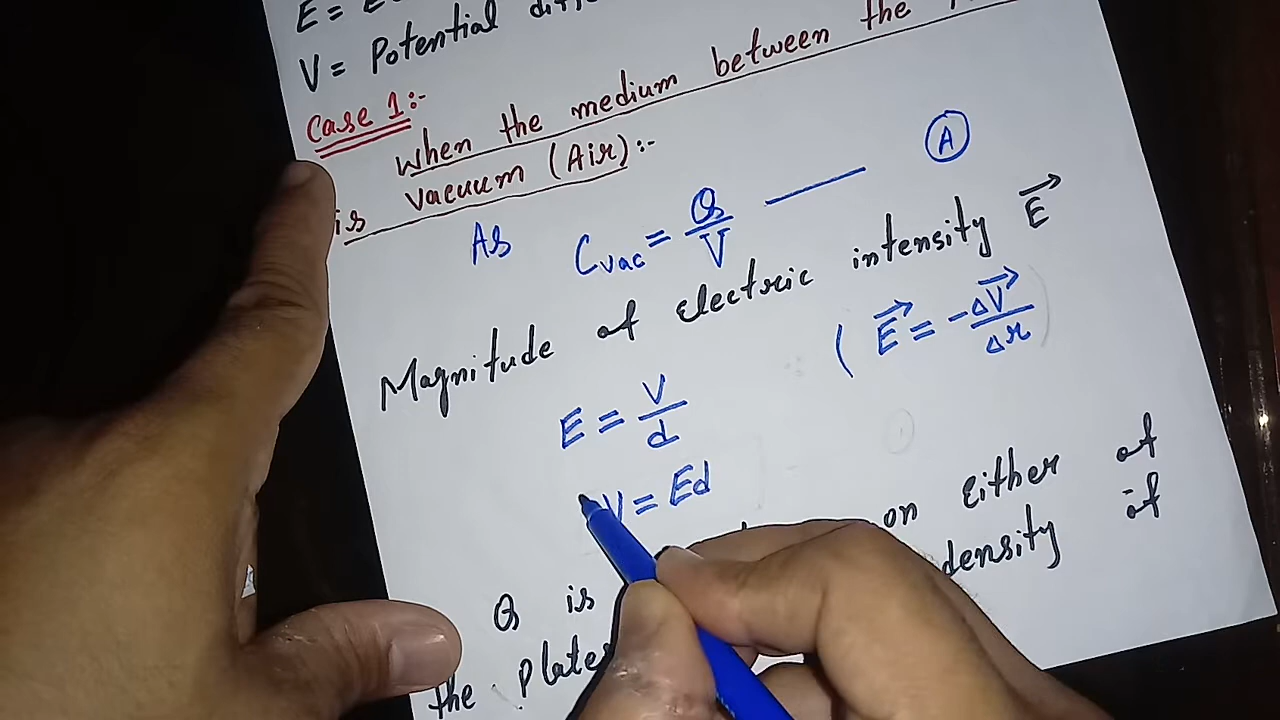 E =
V = Potential
Case 1:-
When the medium between the
is vacuum (Air):-
As Cvac = Q/V ——— (A)
Magnitude of electric intensity E⃗
( E⃗ = -ΔV⃗/Δr )
E = V/d
V = Ed
Q is on either of
the plates density of